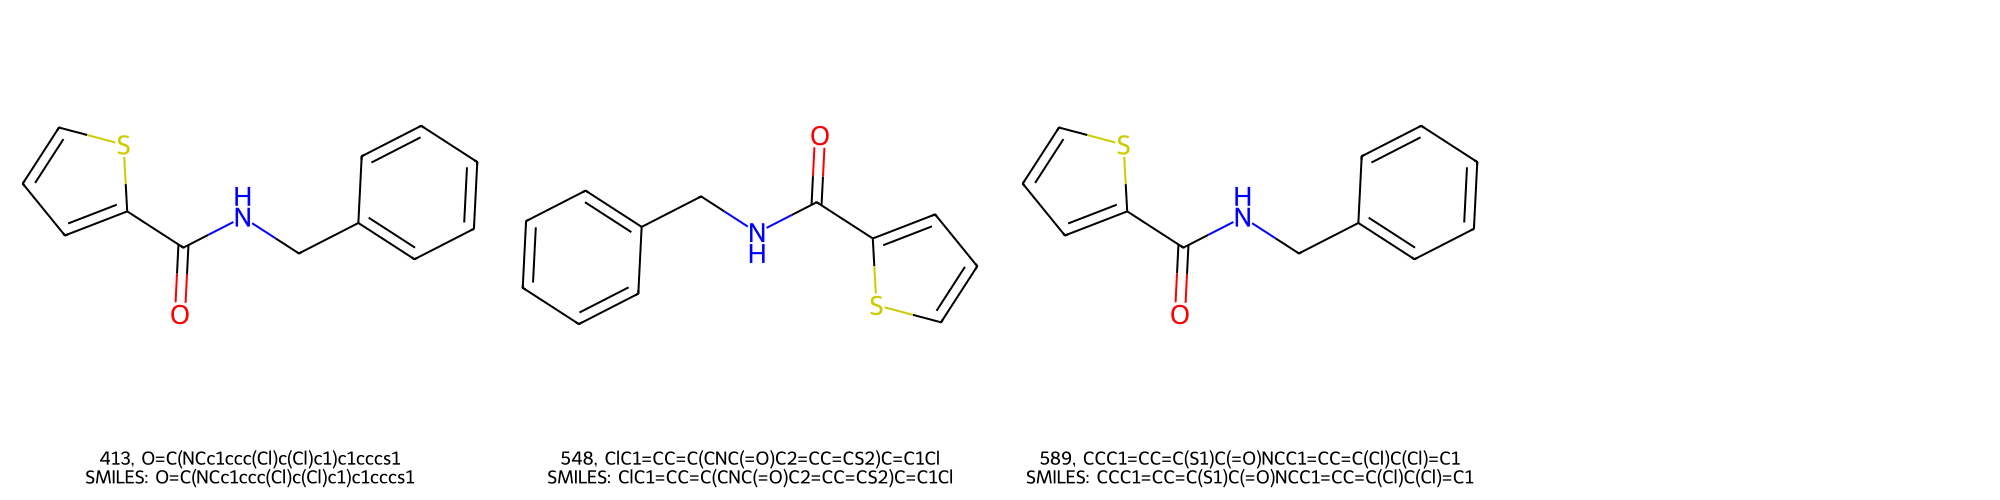 S
O
H
N
O
N
H
S
S
O
H
N
413, O=C(NCc1ccc(Cl)c(Cl)c1)c1cccs1
SMILES: O=C(NCc1ccc(Cl)c(Cl)c1)c1cccs1
548, ClC1=CC=C(CNC(=O)C2=CC=CS2)C=C1Cl
SMILES: ClC1=CC=C(CNC(=O)C2=CC=CS2)C=C1Cl
589, CCC1=CC=C(S1)C(=O)NCC1=CC=C(Cl)C(Cl)=C1
SMILES: CCC1=CC=C(S1)C(=O)NCC1=CC=C(Cl)C(Cl)=C1